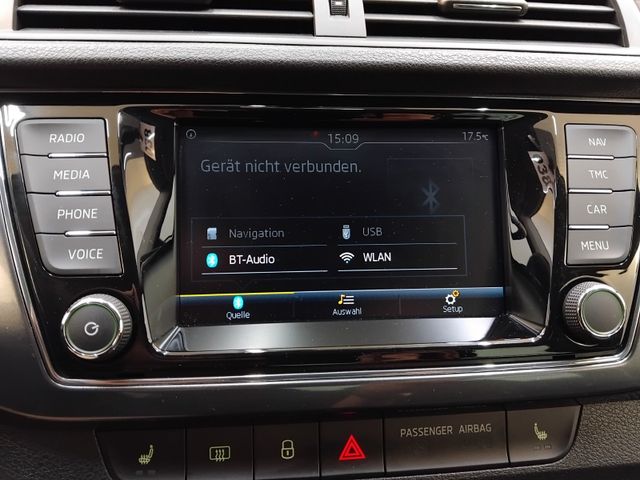 RADIO
MEDIA
PHONE
VOICE
15:09
17.5°C
Gerät nicht verbunden.
Navigation
USB
BT-Audio
WLAN
Quelle
Auswahl
Setup
NAV
TMC
CAR
MENU
PASSENGER AIRBAG